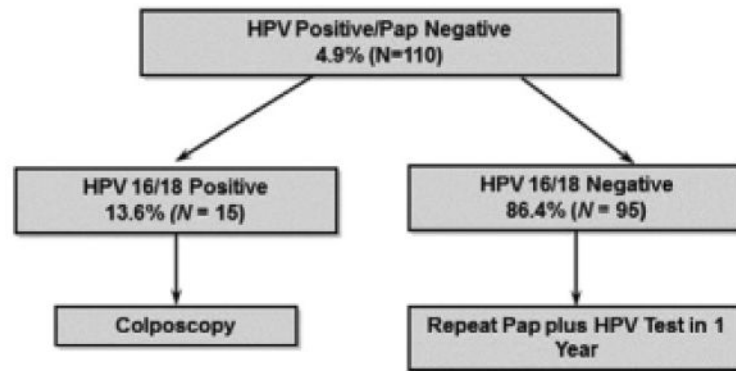 HPV Positive/Pap Negative
4.9% (N=110)
HPV 16/18 Positive
13.6% (N = 15)
HPV 16/18 Negative
86.4% (N = 95)
Colposcopy
Repeat Pap plus HPV Test in 1
Year